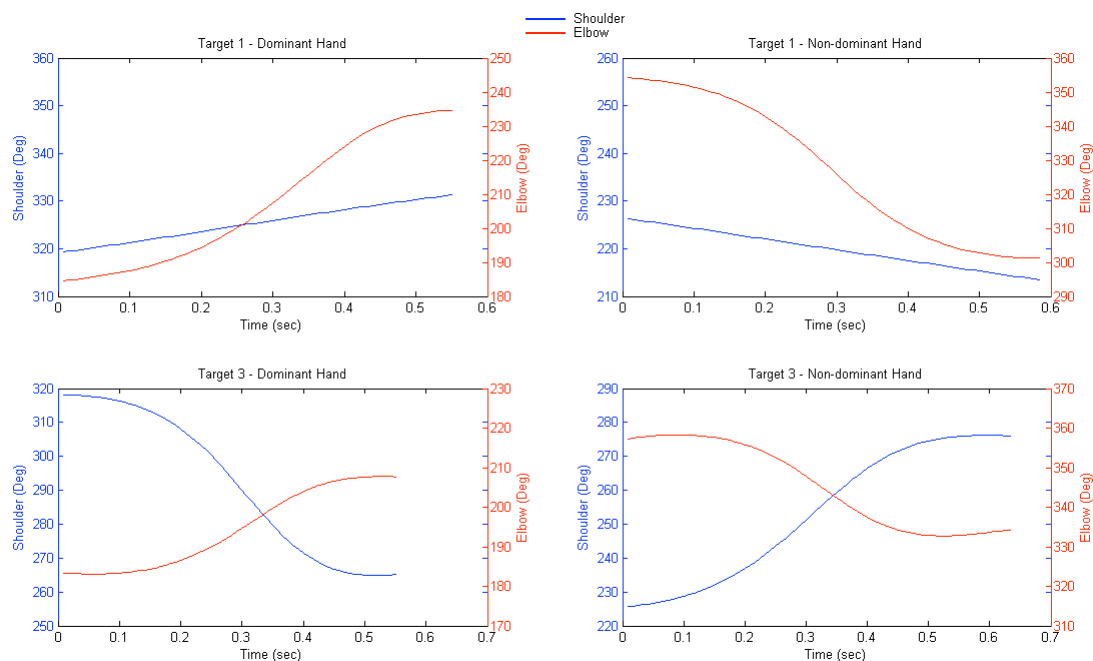 Shoulder
Elbow
Target 1 - Dominant Hand
360
350
340
330
320
310
Shoulder (Deg)
250
240
230
220
210
200
190
180
Elbow (Deg)
0 0.1 0.2 0.3 0.4 0.5 0.6
Time (sec)
Target 1 - Non-dominant Hand
260
250
240
230
220
210
Shoulder (Deg)
360
350
340
330
320
310
300
290
Elbow (Deg)
0 0.1 0.2 0.3 0.4 0.5 0.6
Time (sec)
Target 3 - Dominant Hand
320
310
300
290
280
270
260
250
Shoulder (Deg)
230
220
210
200
190
180
170
Elbow (Deg)
0 0.1 0.2 0.3 0.4 0.5 0.6 0.7
Time (sec)
Target 3 - Non-dominant Hand
290
280
270
260
250
240
230
220
Shoulder (Deg)
370
360
350
340
330
320
310
Elbow (Deg)
0 0.1 0.2 0.3 0.4 0.5 0.6 0.7
Time (sec)